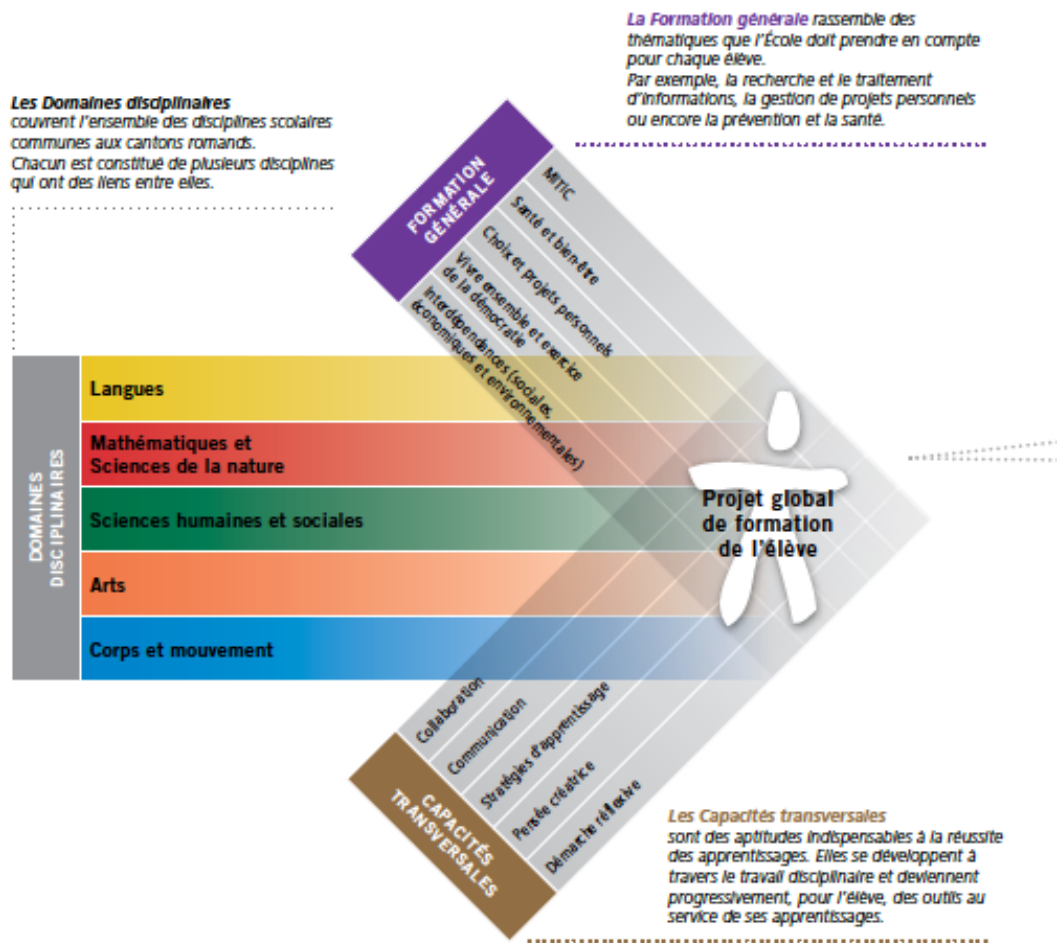 La Formation générale rassemble des
thématiques que l'École doit prendre en compte
pour chaque élève.
Par exemple, la recherche et le traitement
d'informations, la gestion de projets personnels
ou encore la prévention et la santé.
Les Domaines disciplinaires
couvrent l'ensemble des disciplines scolaires
communes aux cantons romands.
Chacun est constitué de plusieurs disciplines
qui ont des liens entre elles.
FORMATION
GÉNÉRALE
MITIC
Santé et bien-être
Choix et projets personnels
Vivre ensemble et exercice
de la démocratie
Interdépendances (sociales,
économiques et environnementales)
DOMAINES
DISCIPLINAIRES
Langues
Mathématiques et
Sciences de la nature
Sciences humaines et sociales
Arts
Corps et mouvement
Projet global
de formation
de l'élève
Collaboration
Communication
Stratégies d'apprentissage
Pensée créatrice
Démarche réflexive
CAPACITÉS
TRANSVERSALES
Les Capacités transversales
sont des aptitudes indispensables à la réussite
des apprentissages. Elles se développent à
travers le travail disciplinaire et deviennent
progressivement, pour l'élève, des outils au
service de ses apprentissages.